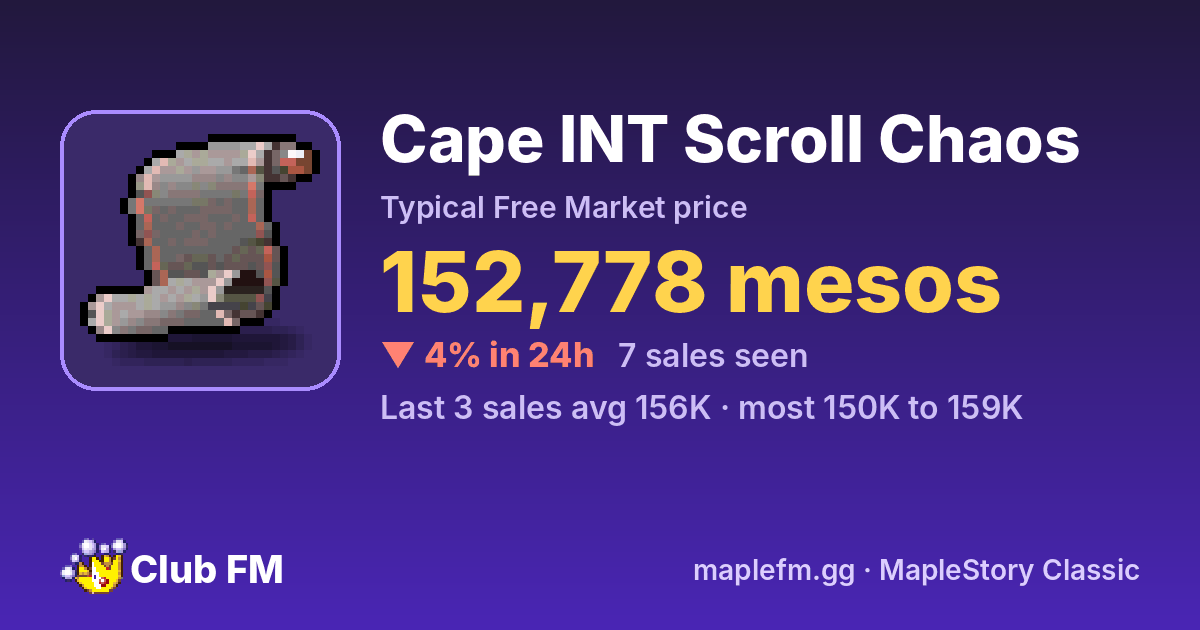 Cape INT Scroll Chaos
Typical Free Market price
152,778 mesos
▼ 4% in 24h 7 sales seen
Last 3 sales avg 156K · most 150K to 159K
Club FM
maplefm.gg · MapleStory Classic